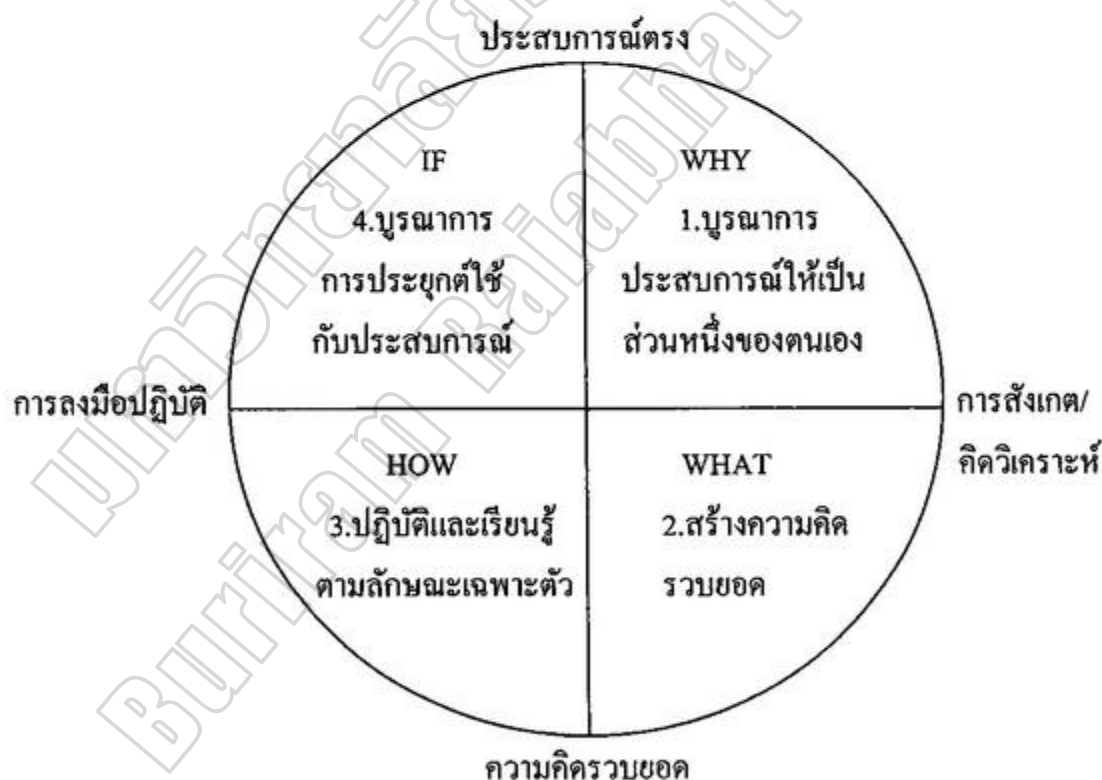 ประสบการณ์ตรง
IF
4.บูรณาการ
การประยุกต์ใช้
กับประสบการณ์
WHY
1.บูรณาการ
ประสบการณ์ให้เป็น
ส่วนหนึ่งของตนเอง
การลงมือปฏิบัติ
การสังเกต/
คิดวิเคราะห์
HOW
3.ปฏิบัติและเรียนรู้
ตามลักษณะเฉพาะตัว
WHAT
2.สร้างความคิด
รวบยอด
ความคิดรวบยอด
Buriram Rajabhat